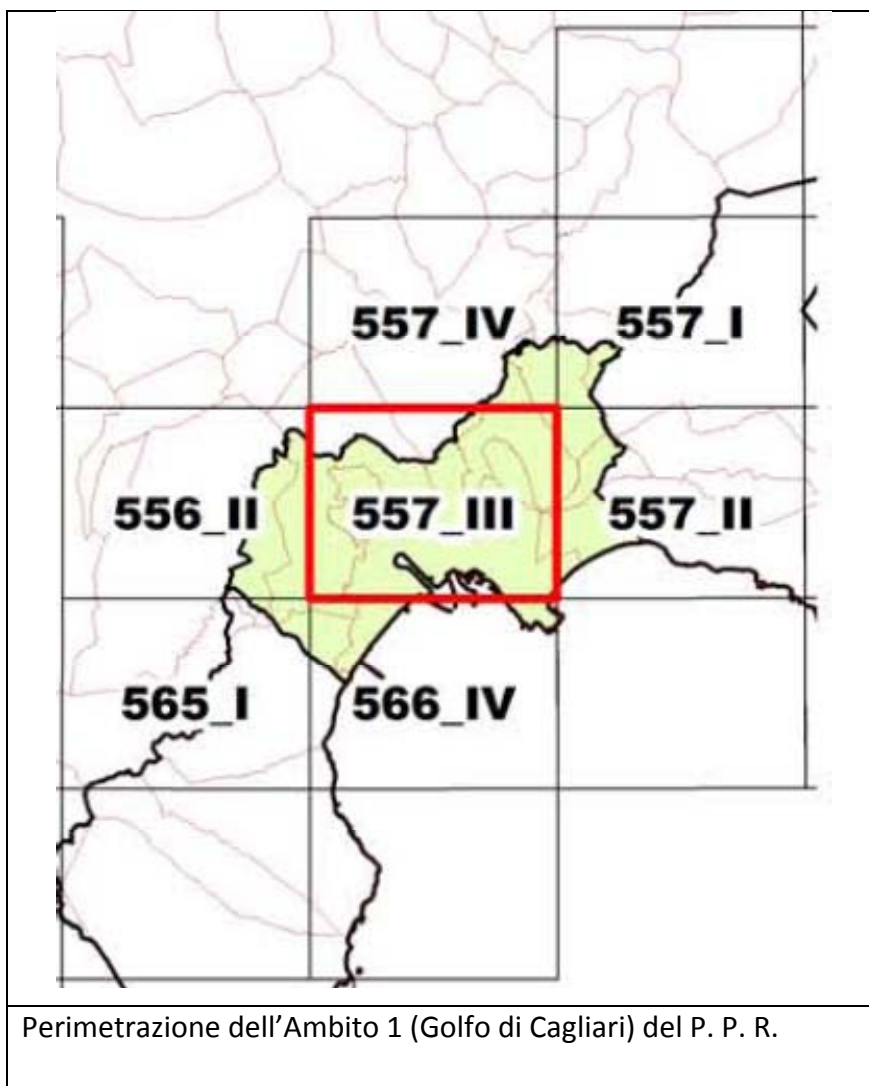 557_IV
557_I
556_II
557_III
557_II
565_I
566_IV
Perimetrazione dell’Ambito 1 (Golfo di Cagliari) del P. P. R.